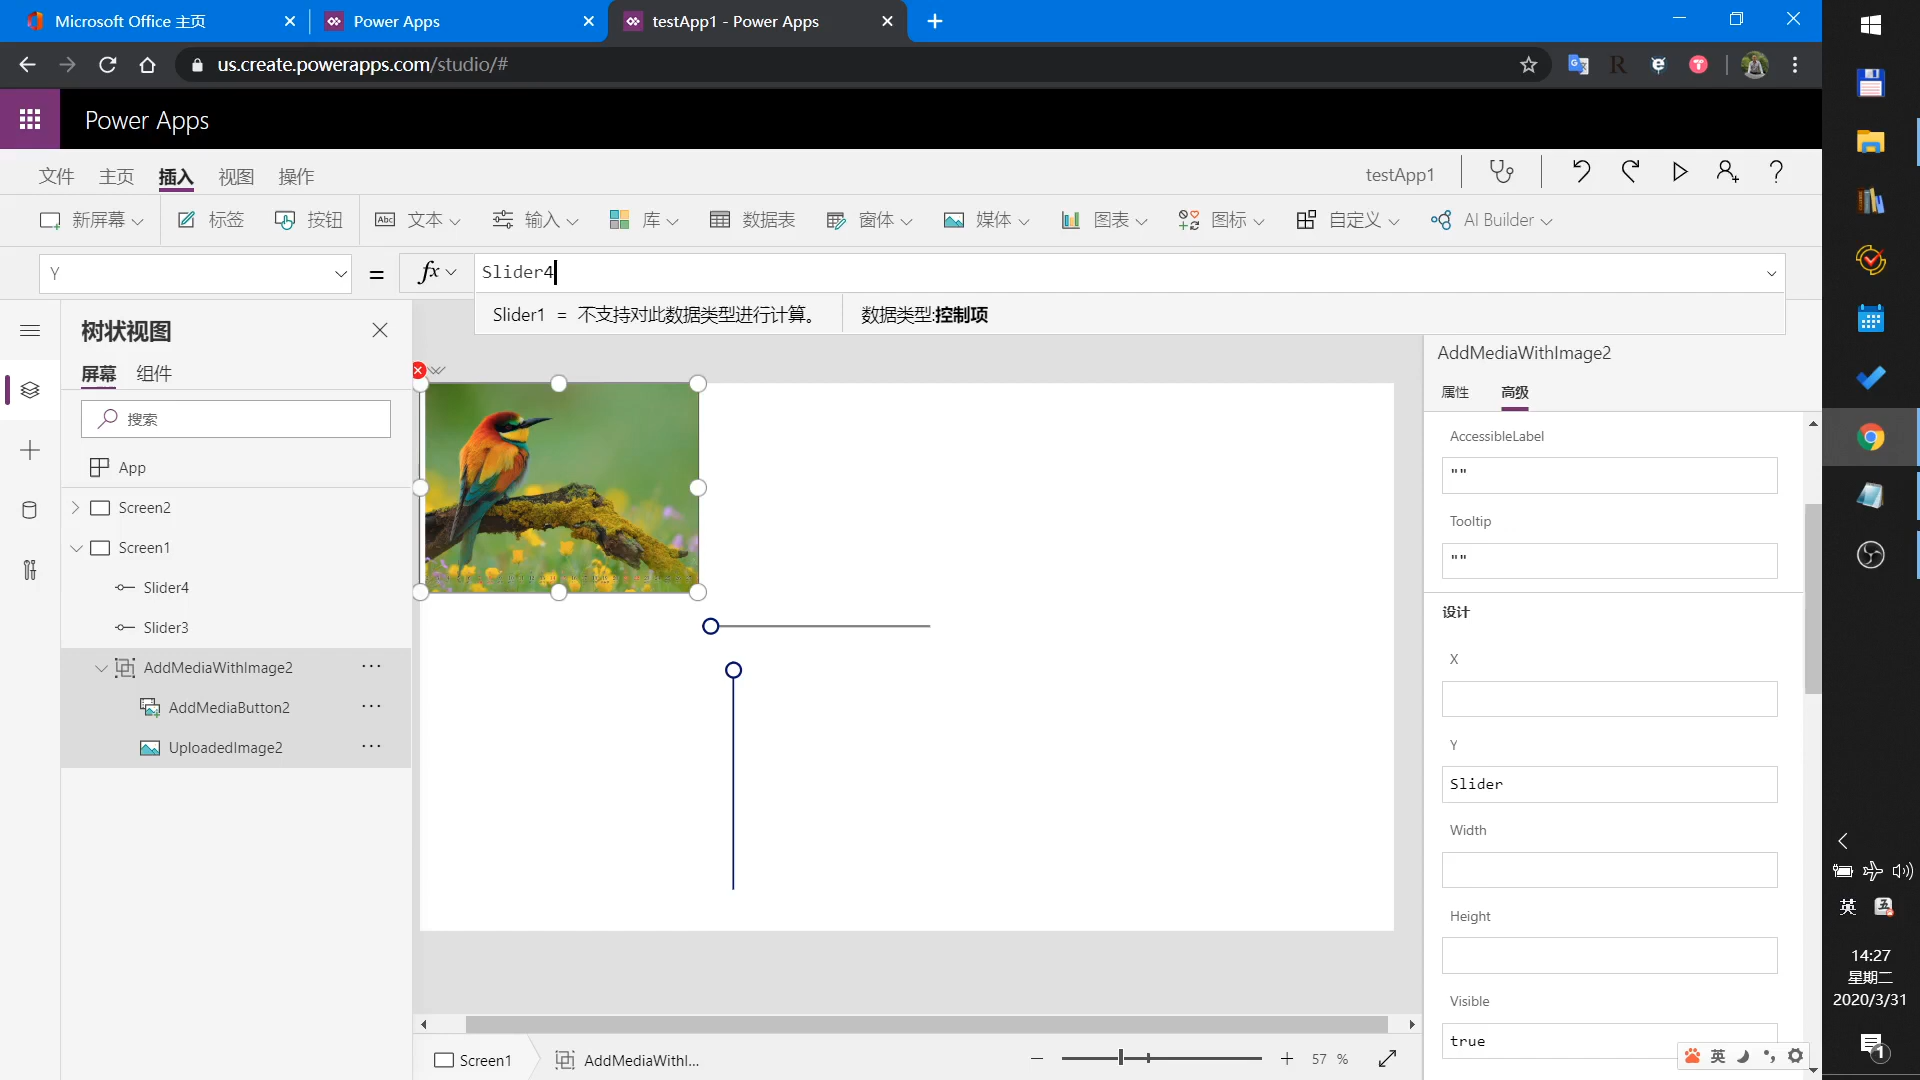 Microsoft Office 主页
Power Apps
testApp1 - Power Apps
us.create.powerapps.com/studio/#
Power Apps
文件 主页 插入 视图 操作
testApp1
新屏幕 标签 按钮 文本 输入 库 数据表 窗体 媒体 图表 图标 自定义 AI Builder
Y
=
fx
Slider4
Slider1 = 不支持对此数据类型进行计算。
数据类型:控制项
树状视图
屏幕 组件
搜索
App
Screen2
Screen1
Slider4
Slider3
AddMediaWithImage2
AddMediaButton2
UploadedImage2
AddMediaWithImage2
属性 高级
AccessibleLabel
""
Tooltip
""
设计
X
Y
Slider
Width
Height
Visible
true
Screen1
AddMediaWithI...
57 %
英
英
五
14:27
星期二
2020/3/31
1